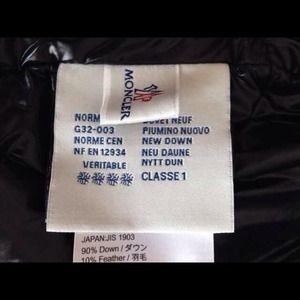 MONCLER
NORM
G32-003
NORME CEN
NF EN 12934
VERITABLE
DUVET NEUF
PIUMINO NUOVO
NEW DOWN
NEU DAUNE
NYTT DUN
CLASSE 1
JAPAN:JIS 1903
90% Down / ダウン
10% Feather / 羽毛